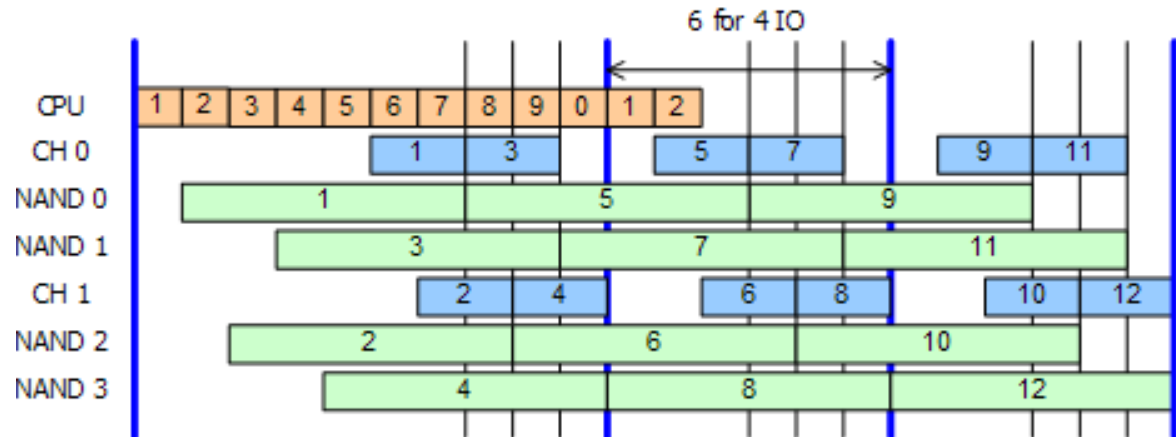 6 for 4 IO
CPU 1 2 3 4 5 6 7 8 9 0 1 2
CH 0 1 3 5 7 9 11
NAND 0 1 5 9
NAND 1 3 7 11
CH 1 2 4 6 8 10 12
NAND 2 2 6 10
NAND 3 4 8 12